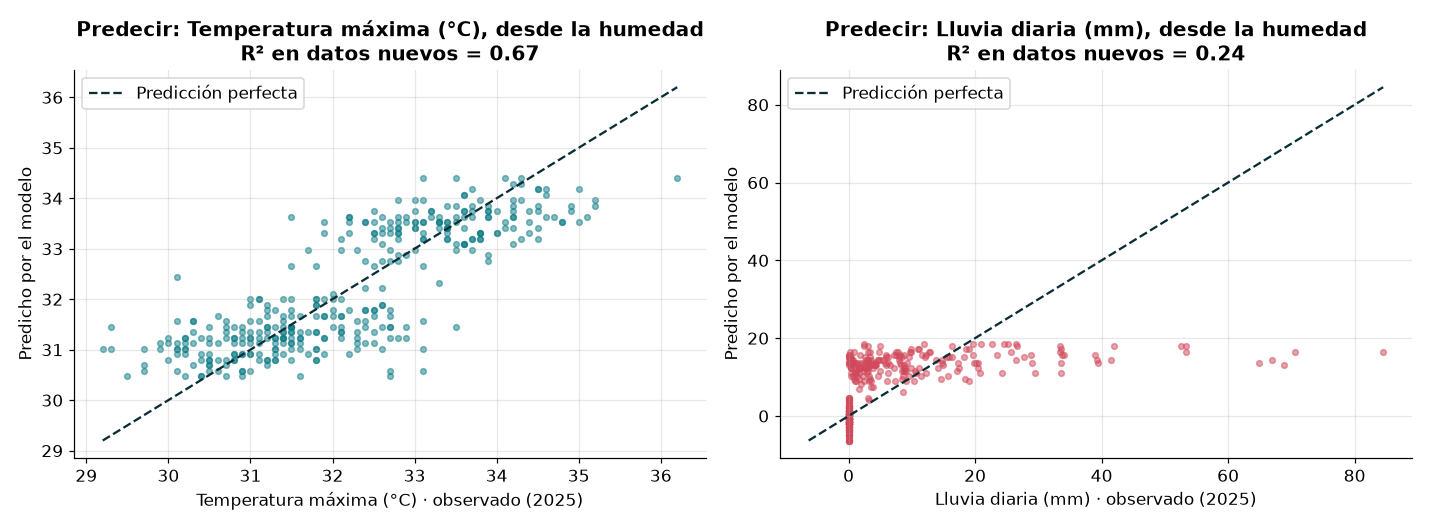 Predecir: Temperatura máxima (°C), desde la humedad
R² en datos nuevos = 0.67
Predicción perfecta
36
35
34
33
32
31
30
29
Predicho por el modelo
29
30
31
32
33
34
35
36
Temperatura máxima (°C) · observado (2025)
Predecir: Lluvia diaria (mm), desde la humedad
R² en datos nuevos = 0.24
Predicción perfecta
80
60
40
20
0
Predicho por el modelo
0
20
40
60
80
Lluvia diaria (mm) · observado (2025)